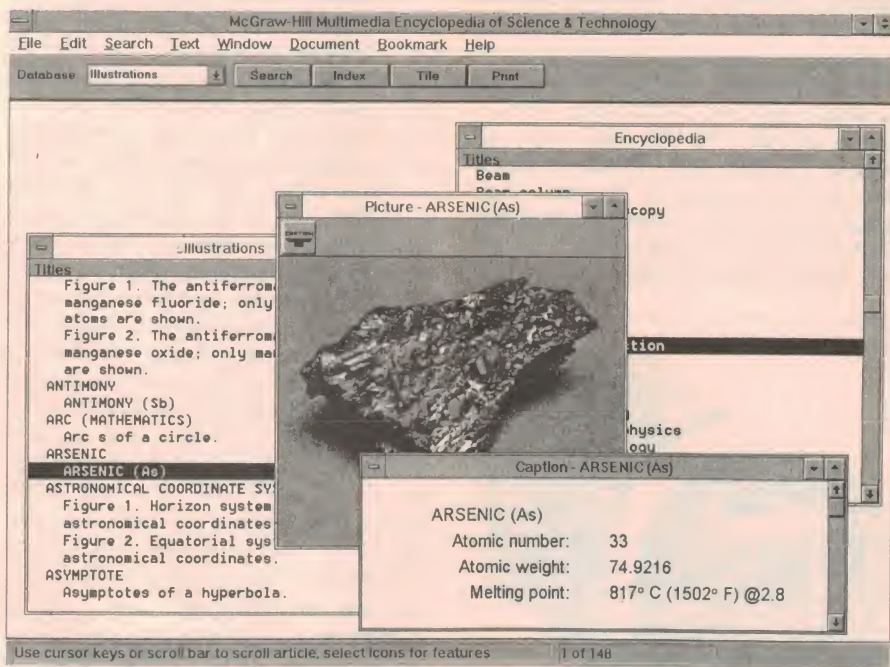 McGraw-Hill Multimedia Encyclopedia of Science & Technology
File Edit Search Text Window Document Bookmark Help
Database Illustrations Search Index Tile Print
Encyclopedia
Titles
Beam
Beam column
copy
Picture - ARSENIC (As)
Illustrations
Titles
Figure 1. The antiferrom
manganese fluoride; only
atoms are shown.
Figure 2. The antiferrom
manganese oxide; only ma
are shown.
ANTIMONY
ANTIMONY (Sb)
ARC (MATHEMATICS)
Arc s of a circle.
ARSENIC
ARSENIC (As)
ASTRONOMICAL COORDINATE SY
Figure 1. Horizon system
astronomical coordinates
Figure 2. Equatorial sys
astronomical coordinates.
ASYMPTOTE
Asymptotes of a hyperbola.
tion
hysics
ogy
Caption - ARSENIC (As)
ARSENIC (As)
Atomic number: 33
Atomic weight: 74.9216
Melting point: 817° C (1502° F) @2.8
Use cursor keys or scroll bar to scroll article, select icons for features 1 of 148